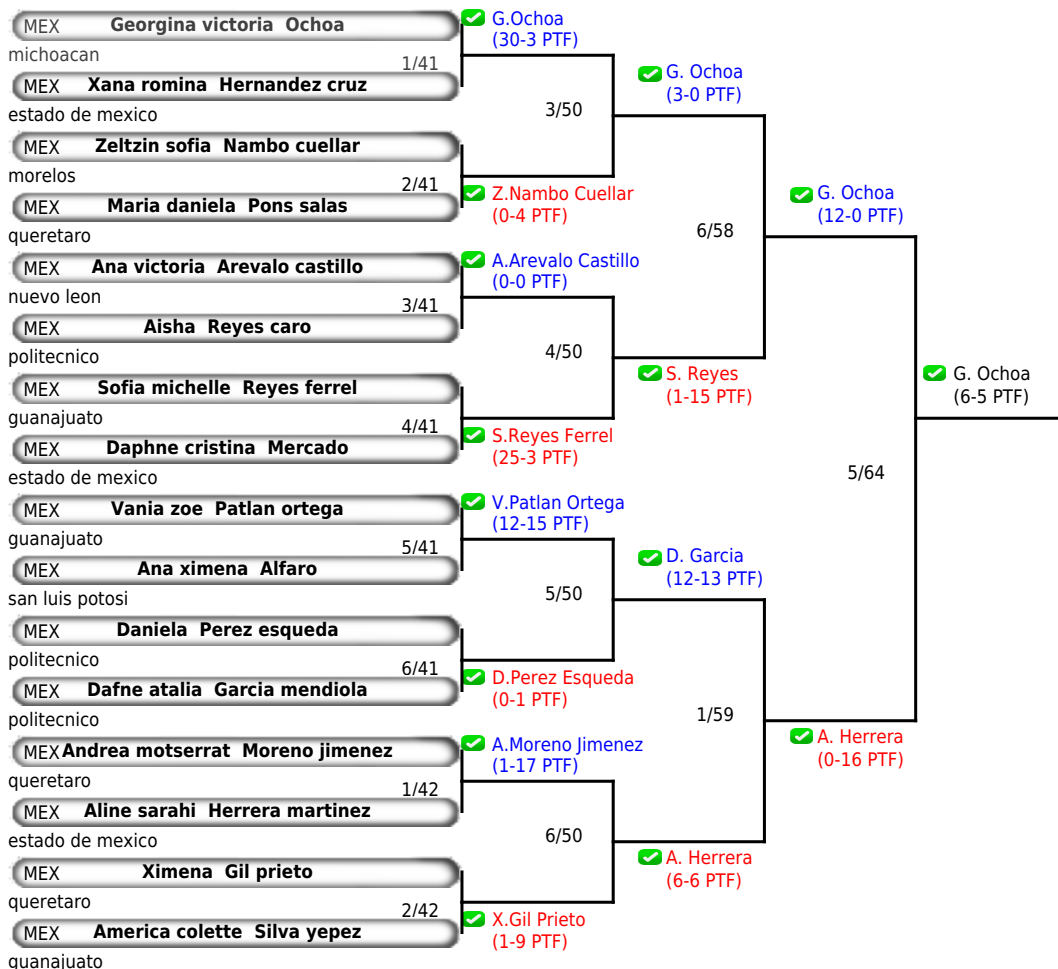 MEX Georgina victoria Ochoa
michoacan
1/41
MEX Xana romina Hernandez cruz
estado de mexico
MEX Zeltzin sofia Nambo cuellar
morelos
2/41
MEX Maria daniela Pons salas
queretaro
MEX Ana victoria Arevalo castillo
nuevo leon
3/41
MEX Aisha Reyes caro
politecnico
MEX Sofia michelle Reyes ferrel
guanajuato
4/41
MEX Daphne cristina Mercado
estado de mexico
MEX Vania zoe Patlan ortega
guanajuato
5/41
MEX Ana ximena Alfaro
san luis potosi
MEX Daniela Perez esqueda
politecnico
6/41
MEX Dafne atalia Garcia mendiola
politecnico
MEX Andrea motserrat Moreno jimenez
queretaro
1/42
MEX Aline sarahi Herrera martinez
estado de mexico
MEX Ximena Gil prieto
queretaro
2/42
MEX America colette Silva yepez
guanajuato
G.Ochoa
(30-3 PTF)
3/50
Z.Nambo Cuellar
(0-4 PTF)
A.Arevalo Castillo
(0-0 PTF)
4/50
S.Reyes Ferrel
(25-3 PTF)
V.Patlan Ortega
(12-15 PTF)
5/50
D.Perez Esqueda
(0-1 PTF)
A.Moreno Jimenez
(1-17 PTF)
6/50
X.Gil Prieto
(1-9 PTF)
G. Ochoa
(3-0 PTF)
6/58
S. Reyes
(1-15 PTF)
D. Garcia
(12-13 PTF)
1/59
A. Herrera
(6-6 PTF)
G. Ochoa
(12-0 PTF)
5/64
A. Herrera
(0-16 PTF)
G. Ochoa
(6-5 PTF)